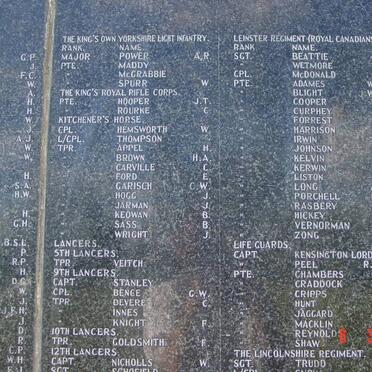 THE KING'S OWN YORKSHIRE LIGHT INFANTRY.
RANK. NAME.
G.P. MAJOR POWER A.R.
J. PTE. MADDY
F.C. " McGRABBIE
W. " SPURR W.
A. THE KING'S ROYAL RIFLE CORPS.
H. PTE. HOOPER J.T.
H. " ROURKE C.
W. KITCHENER'S HORSE.
J. CPL. HEMSWORTH W.
A.J. L/CPL. THOMPSON A.
W. TPR. APPEL H.
W. " BROWN H.A.
" CARVILLE C.
H. " FORD E.
S.A. " GARISCH C.W.
H.W. " HOGG J.
" JARMAN J.
H. " KEOWAN B.
G.H. " SASS B.
" WRIGHT J.
B.S.L. LANCERS.
P. 5TH LANCERS.
R.P. TPR. VEITCH
H. 9TH LANCERS.
CAPT. STANLEY
W. CPL. BENCE G.W.
J. TPR. DEVERE C.
F.H. " INNES
J. " KNIGHT F.
10TH LANCERS.
R. TPR. GOLDSMITH F.
C.P. 12TH LANCERS.
W.H. CAPT. NICHOLLS W.
F. SGT. SCHOFIELD
LEINSTER REGIMENT (ROYAL CANADIANS
RANK NAME.
SGT. BEATTIE
" WETMORE
CPL. McDONALD
PTE. ADAMES W
" BLIGHT J.W
" COOPER
" CURPHEY
" FORREST
" HARRISON
" IRWIN
" JOHNSON
" KELVIN
" KERWIN
" LISTON
" LONG
" PORCHELL
" RASBERY
" HICKEY
" VERNORMAN
" ZONG
LIFE GUARDS.
CAPT. KENSINGTON LORD
" PEEL R.
PTE. CHAMBERS
" CRADDOCK
" CRIPPS
" HUNT
" JAGGARD
" MACKLIN
" REYNOLD
" SHAW
THE LINCOLNSHIRE REGIMENT.
SGT. TRUDD